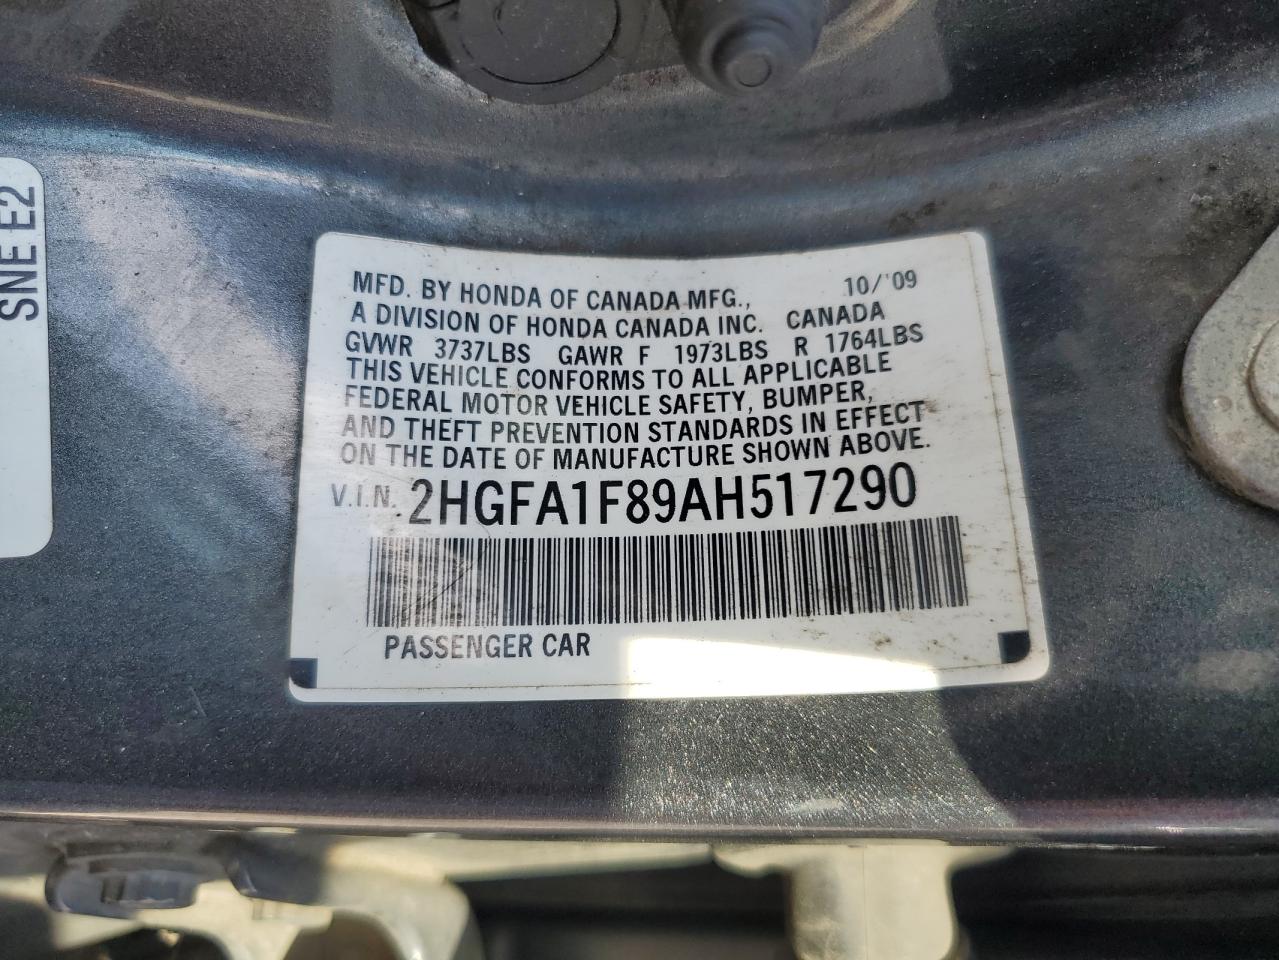 SNE E2
MFD. BY HONDA OF CANADA MFG., 10/'09
A DIVISION OF HONDA CANADA INC. CANADA
GVWR 3737LBS GAWR F 1973LBS R 1764LBS
THIS VEHICLE CONFORMS TO ALL APPLICABLE
FEDERAL MOTOR VEHICLE SAFETY, BUMPER,
AND THEFT PREVENTION STANDARDS IN EFFECT
ON THE DATE OF MANUFACTURE SHOWN ABOVE.
V.I.N. 2HGFA1F89AH517290
PASSENGER CAR